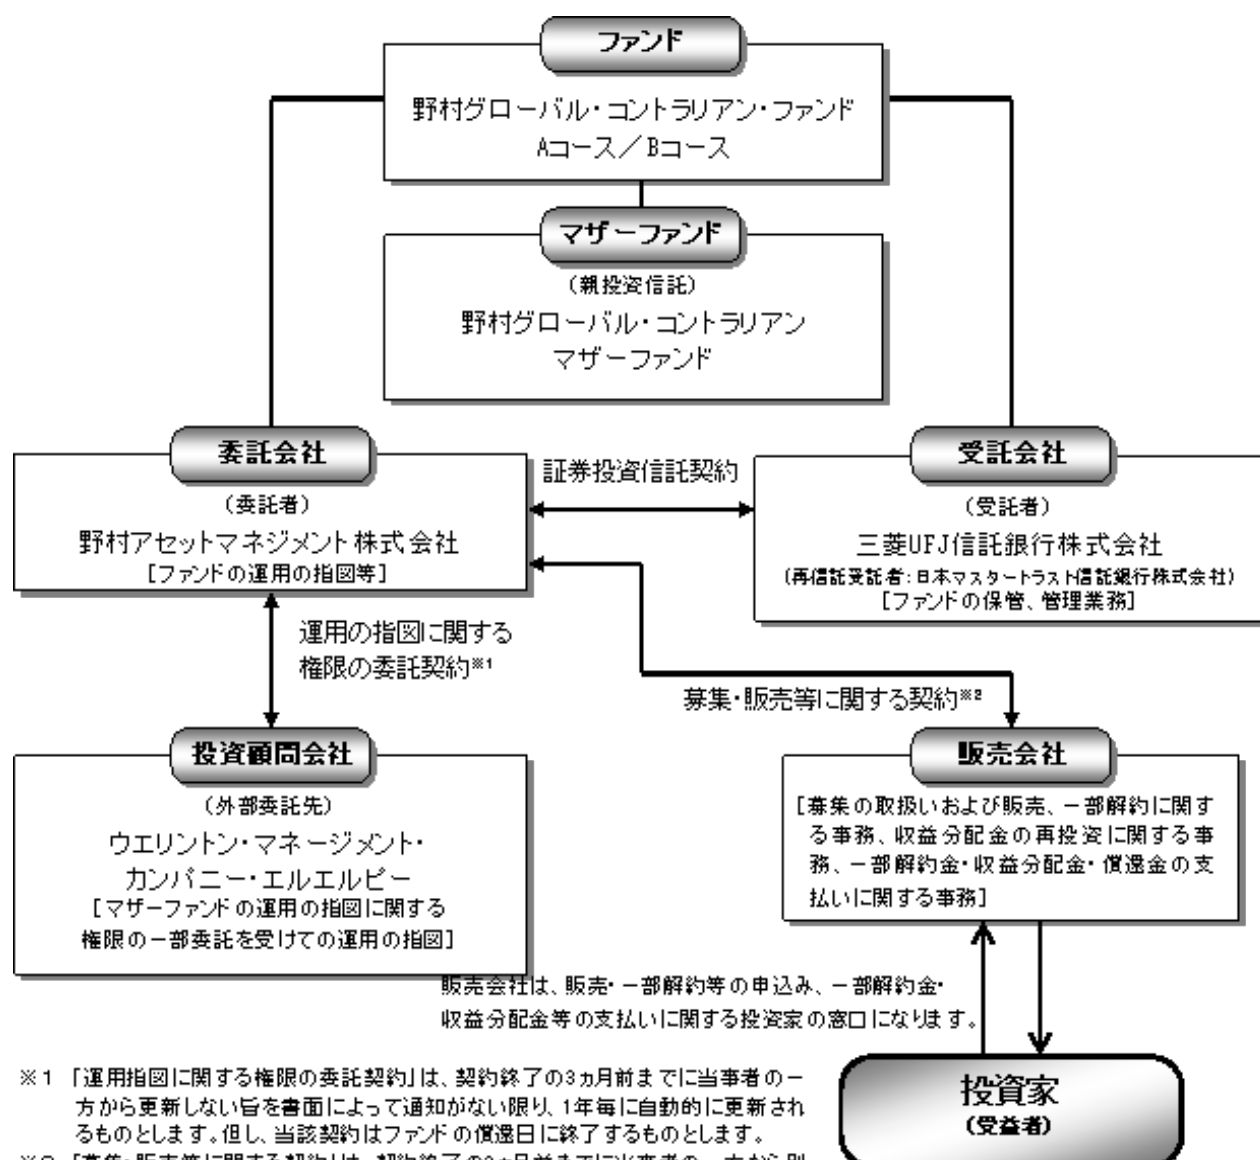 ファンド
野村グローバル・コントラリアン・ファンド
Aコース／Bコース
マザーファンド
（親投資信託）
野村グローバル・コントラリアン
マザーファンド
委託会社
（委託者）
野村アセットマネジメント株式会社
［ファンドの運用の指図等］
証券投資信託契約
受託会社
（受託者）
三菱UFJ信託銀行株式会社
（再信託受託者：日本マスタートラスト信託銀行株式会社）
［ファンドの保管、管理業務］
運用の指図に関する
権限の委託契約※1
募集・販売等に関する契約※2
投資顧問会社
（外部委託先）
ウエリントン・マネージメント・
カンパニー・エルエルピー
［マザーファンドの運用の指図に関する
権限の一部委託を受けての運用の指図］
販売会社
［募集の取扱いおよび販売、一部解約に関す
る事務、収益分配金の再投資に関する事
務、一部解約金・収益分配金・償還金の支
払いに関する事務］
販売会社は、販売・一部解約等の申込み、一部解約金・
収益分配金等の支払いに関する投資家の窓口になります。
投資家
（受益者）
※1 「運用指図に関する権限の委託契約」は、契約終了の3ヵ月前までに当事者の一
方から更新しない旨を書面によって通知がない限り、1年毎に自動的に更新され
るものとします。但し、当該契約はファンドの償還日に終了するものとします。